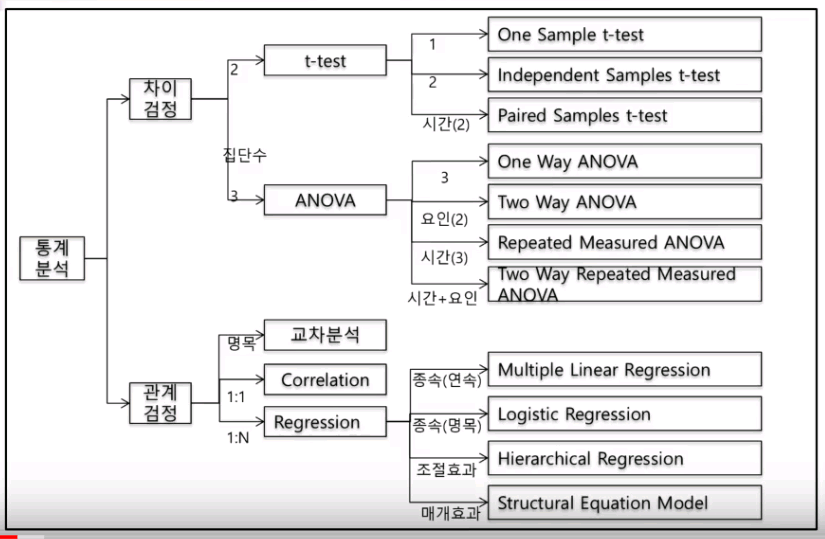 통계
분석
차이
검정
집단수
2
t-test
1
One Sample t-test
2
Independent Samples t-test
시간(2)
Paired Samples t-test
3
ANOVA
3
One Way ANOVA
요인(2)
Two Way ANOVA
시간(3)
Repeated Measured ANOVA
시간+요인
Two Way Repeated Measured
ANOVA
관계
검정
명목
교차분석
1:1
Correlation
1:N
Regression
종속(연속)
Multiple Linear Regression
종속(명목)
Logistic Regression
조절효과
Hierarchical Regression
매개효과
Structural Equation Model